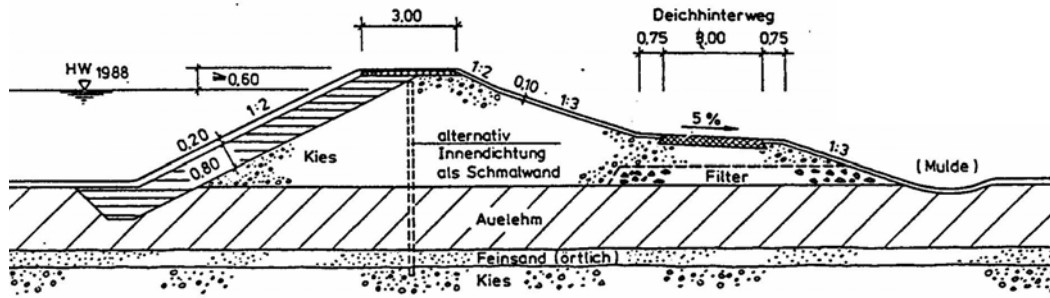 3,00
Deichhinterweg
0,75
3,00
0,75
HW 1988
≧0,60
1:2
1:2
0,10
1:3
5 %
0,20
0,80
Kies
alternativ
Innendichtung
als Schmalwand
1:3
(Mulde)
Filter
Auelehm
Feinsand (örtlich)
Kies